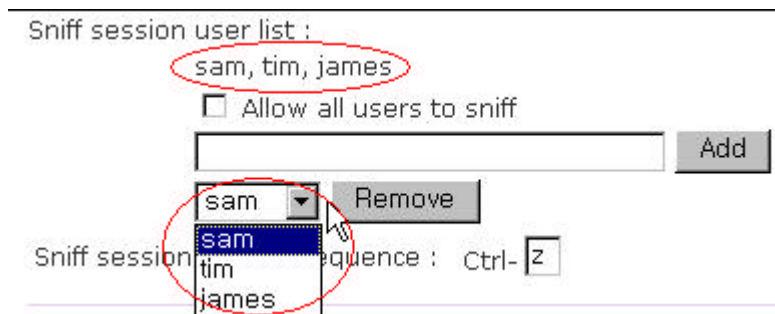 Sniff session user list :
sam, tim, james
Allow all users to sniff
Add
sam Remove
sam
Sniff session equence : Ctrl- z
tim
james